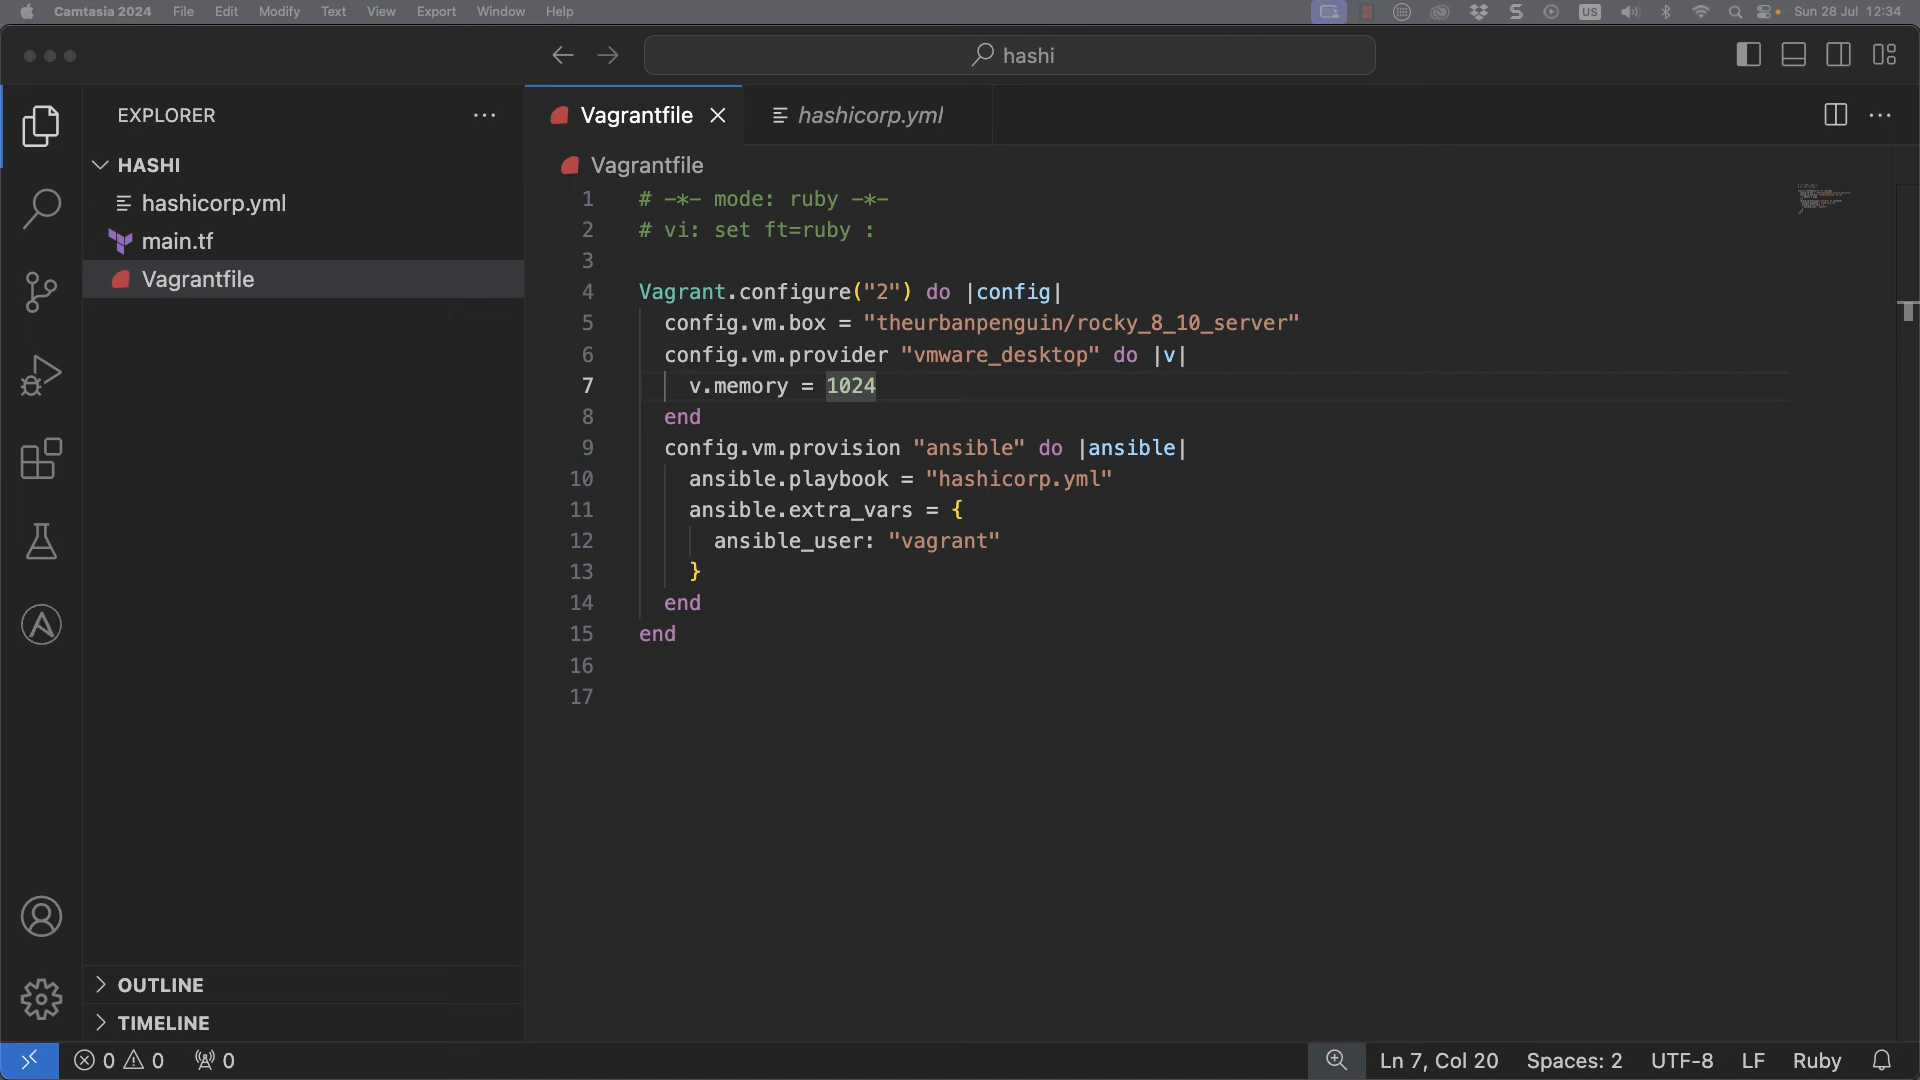 Camtasia 2024 File Edit Modify Text View Export Window Help US Sun 28 Jul 12:34
hashi
EXPLORER
Vagrantfile
hashicorp.yml
HASHI
hashicorp.yml
main.tf
Vagrantfile
Vagrantfile
1 # -*- mode: ruby -*-
2 # vi: set ft=ruby :
3
4 Vagrant.configure("2") do |config|
5 config.vm.box = "theurbanpenguin/rocky_8_10_server"
6 config.vm.provider "vmware_desktop" do |v|
7 v.memory = 1024
8 end
9 config.vm.provision "ansible" do |ansible|
10 ansible.playbook = "hashicorp.yml"
11 ansible.extra_vars = {
12 ansible_user: "vagrant"
13 }
14 end
15 end
16
17
OUTLINE
TIMELINE
0 0 0 Ln 7, Col 20 Spaces: 2 UTF-8 LF Ruby